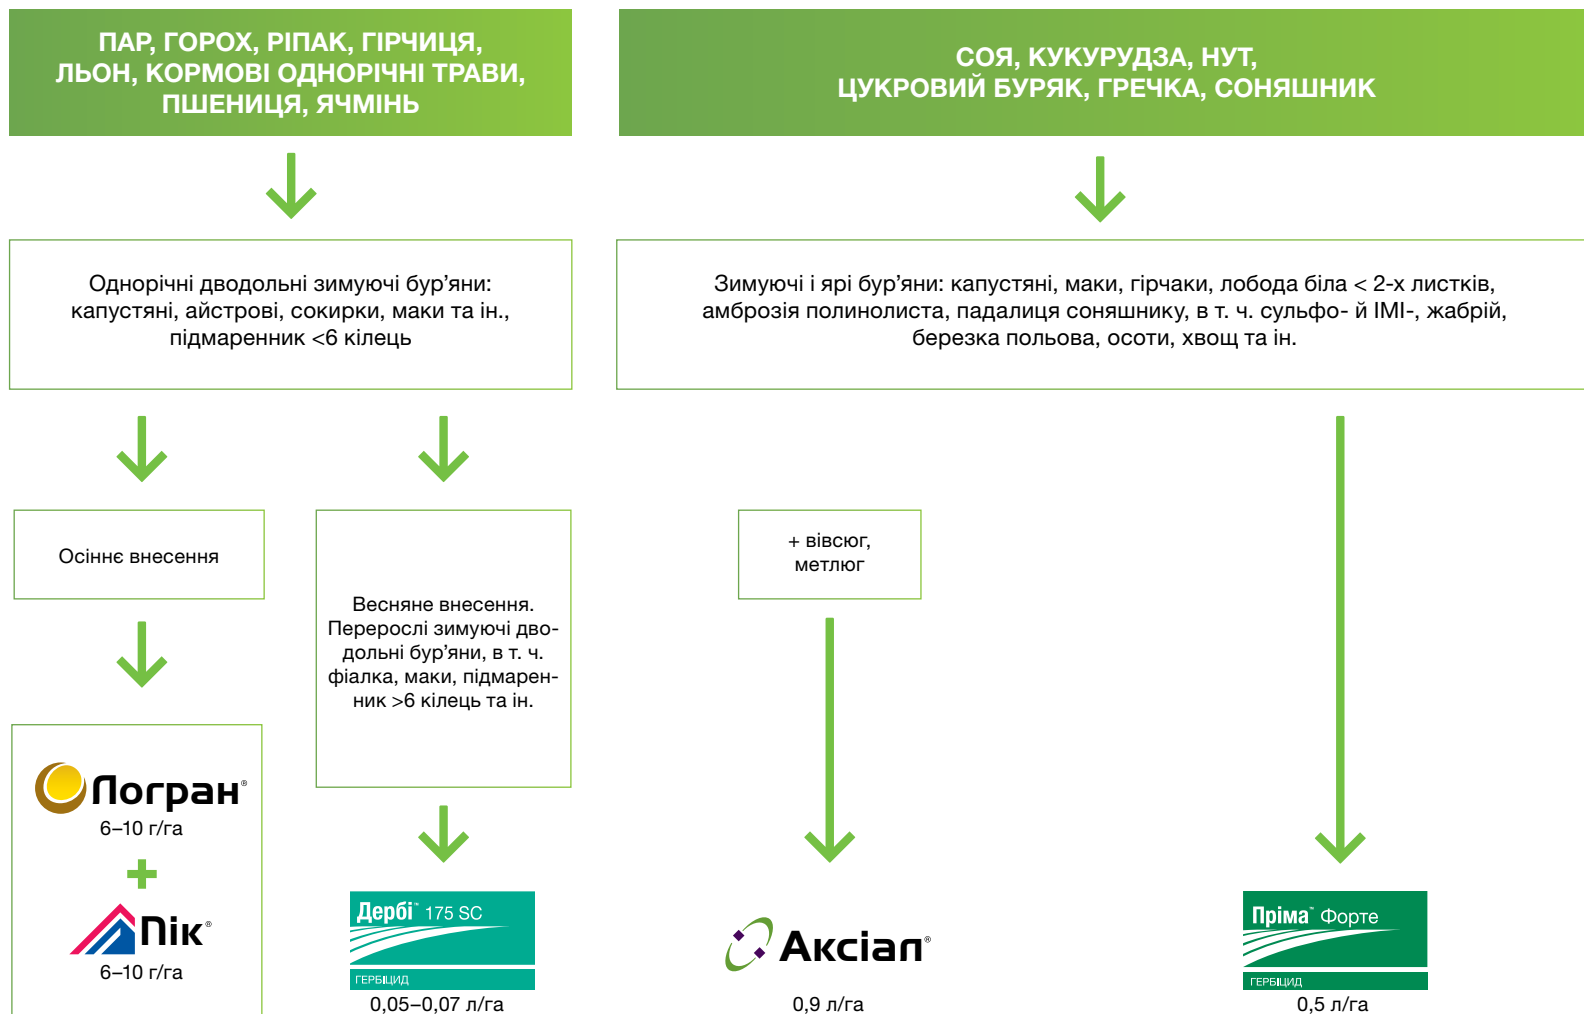 ПАР, ГОРОХ, РІПАК, ГІРЧИЦЯ,
ЛЬОН, КОРМОВІ ОДНОРІЧНІ ТРАВИ,
ПШЕНИЦЯ, ЯЧМІНЬ
СОЯ, КУКУРУДЗА, НУТ,
ЦУКРОВИЙ БУРЯК, ГРЕЧКА, СОНЯШНИК
Однорічні дводольні зимуючі бур’яни:
капустяні, айстрові, сокирки, маки та ін.,
підмаренник <6 кілець
Зимуючі і ярі бур’яни: капустяні, маки, гірчаки, лобода біла < 2-х листків,
амброзія полинолиста, падалиця соняшнику, в т. ч. сульфо- й ІМІ-, жабрій,
березка польова, осоти, хвощ та ін.
Осіннє внесення
Весняне внесення.
Перерослі зимуючі дво-
дольні бур’яни, в т. ч.
фіалка, маки, підмарен-
ник >6 кілець та ін.
+ вівсюг,
метлюг
Логран®
6–10 г/га
+
Пік®
6–10 г/га
Дербі™ 175 SC
ГЕРБІЦИД
0,05–0,07 л/га
Аксіал®
0,9 л/га
Пріма™ Форте
ГЕРБІЦИД
0,5 л/га